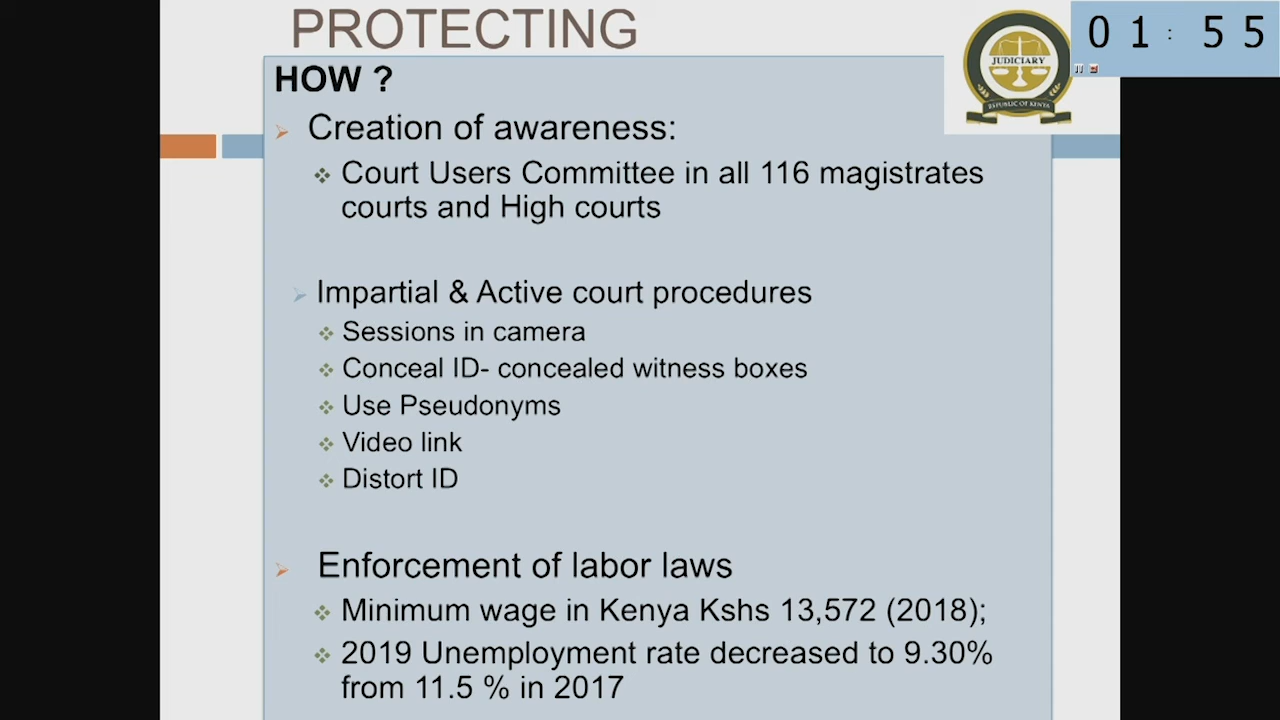 PROTECTING
01:55
JUDICIARY
REPUBLIC OF KENYA
HOW ?
Creation of awareness:
Court Users Committee in all 116 magistrates
courts and High courts
Impartial & Active court procedures
Sessions in camera
Conceal ID- concealed witness boxes
Use Pseudonyms
Video link
Distort ID
Enforcement of labor laws
Minimum wage in Kenya Kshs 13,572 (2018);
2019 Unemployment rate decreased to 9.30%
from 11.5 % in 2017